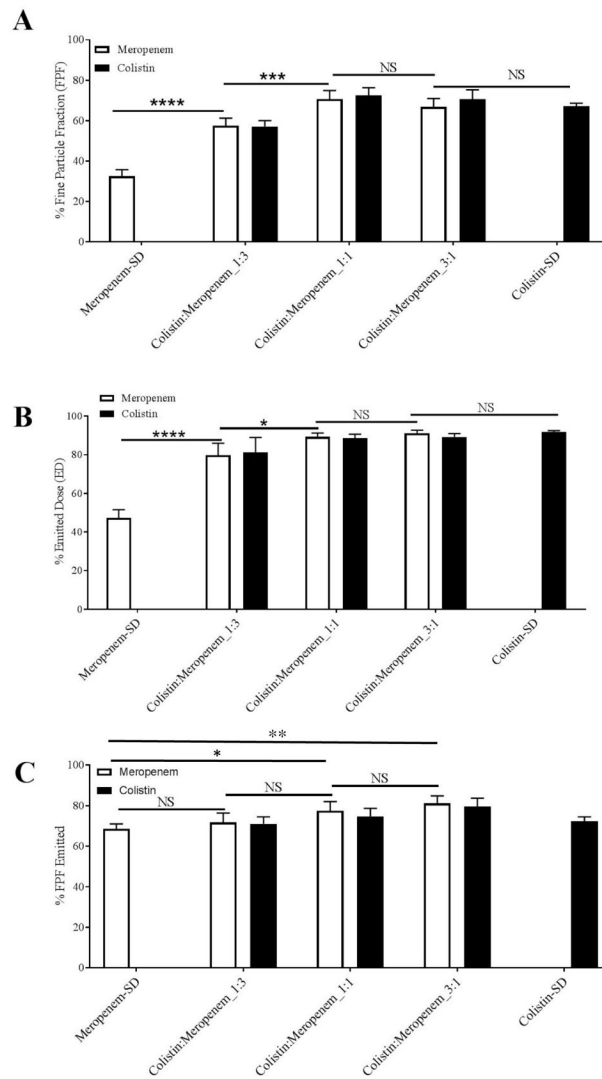 A
Meropenem
Colistin
****
***
NS
NS
% Fine Particle Fraction (FPF)
100
80
60
40
20
0
Meropenem-SD
Colistin:Meropenem_1:3
Colistin:Meropenem_1:1
Colistin:Meropenem_3:1
Colistin-SD
B
Meropenem
Colistin
****
*
NS
NS
% Emitted Dose (ED)
100
80
60
40
20
0
Meropenem-SD
Colistin:Meropenem_1:3
Colistin:Meropenem_1:1
Colistin:Meropenem_3:1
Colistin-SD
C
**
*
Meropenem
Colistin
NS
NS
NS
% FPF Emitted
100
80
60
40
20
0
Meropenem-SD
Colistin:Meropenem_1:3
Colistin:Meropenem_1:1
Colistin:Meropenem_3:1
Colistin-SD